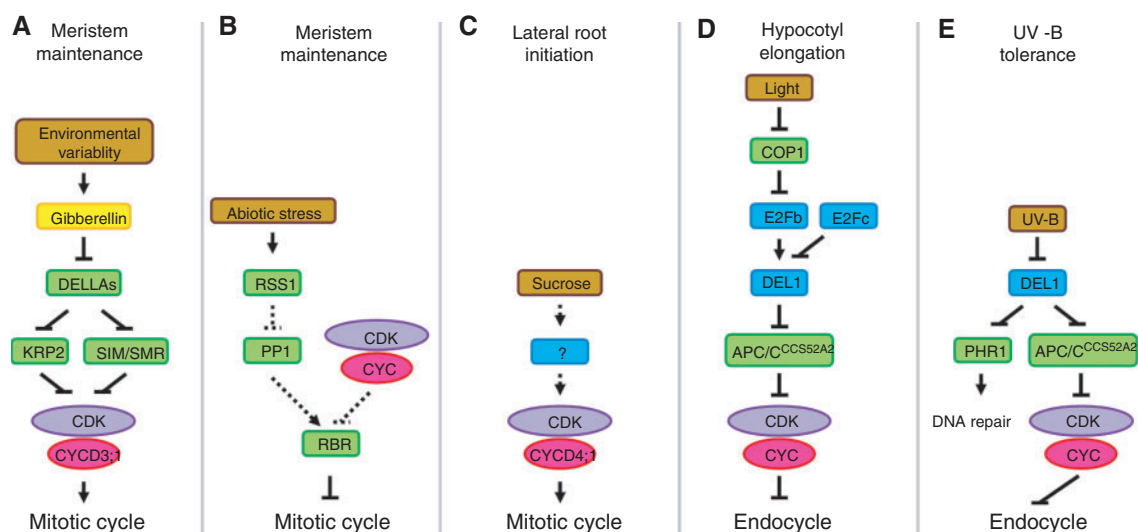 A
Meristem
maintenance
Environmental
variablity
Gibberellin
DELLAs
KRP2
SIM/SMR
CDK
CYCD3;1
Mitotic cycle
B
Meristem
maintenance
Abiotic stress
RSS1
PP1
CDK
CYC
RBR
Mitotic cycle
C
Lateral root
initiation
Sucrose
?
CDK
CYCD4;1
Mitotic cycle
D
Hypocotyl
elongation
Light
COP1
E2Fb
E2Fc
DEL1
APC/C^CCS52A2
CDK
CYC
Endocycle
E
UV -B
tolerance
UV-B
DEL1
PHR1
APC/C^CCS52A2
DNA repair
CDK
CYC
Endocycle